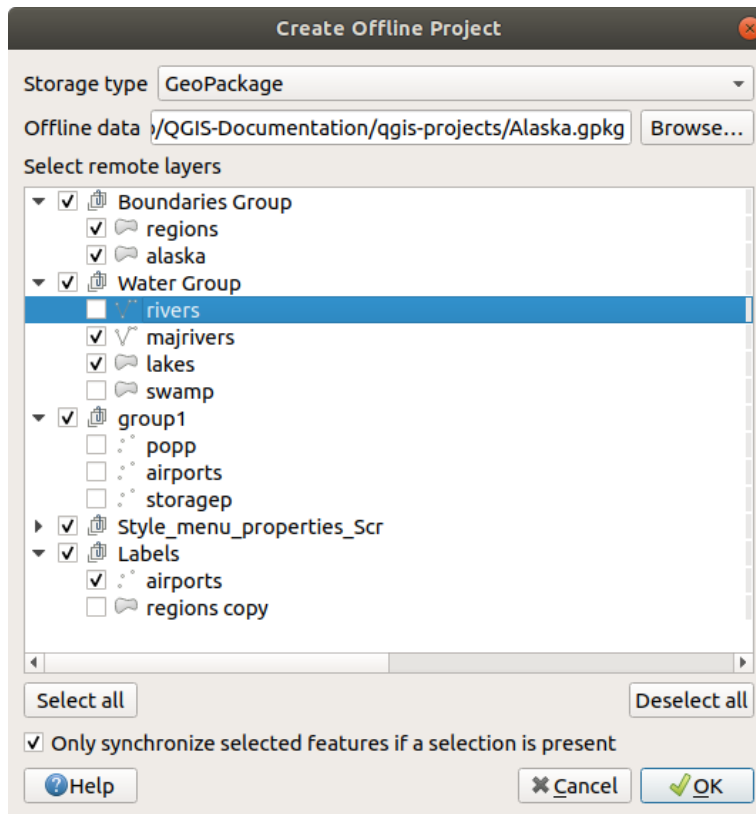 Create Offline Project
Storage type GeoPackage
Offline data /QGIS-Documentation/qgis-projects/Alaska.gpkg Browse...
Select remote layers
Boundaries Group
regions
alaska
Water Group
rivers
majrivers
lakes
swamp
group1
popp
airports
storagep
Style_menu_properties_Scr
Labels
airports
regions copy
Select all Deselect all
Only synchronize selected features if a selection is present
Help Cancel OK